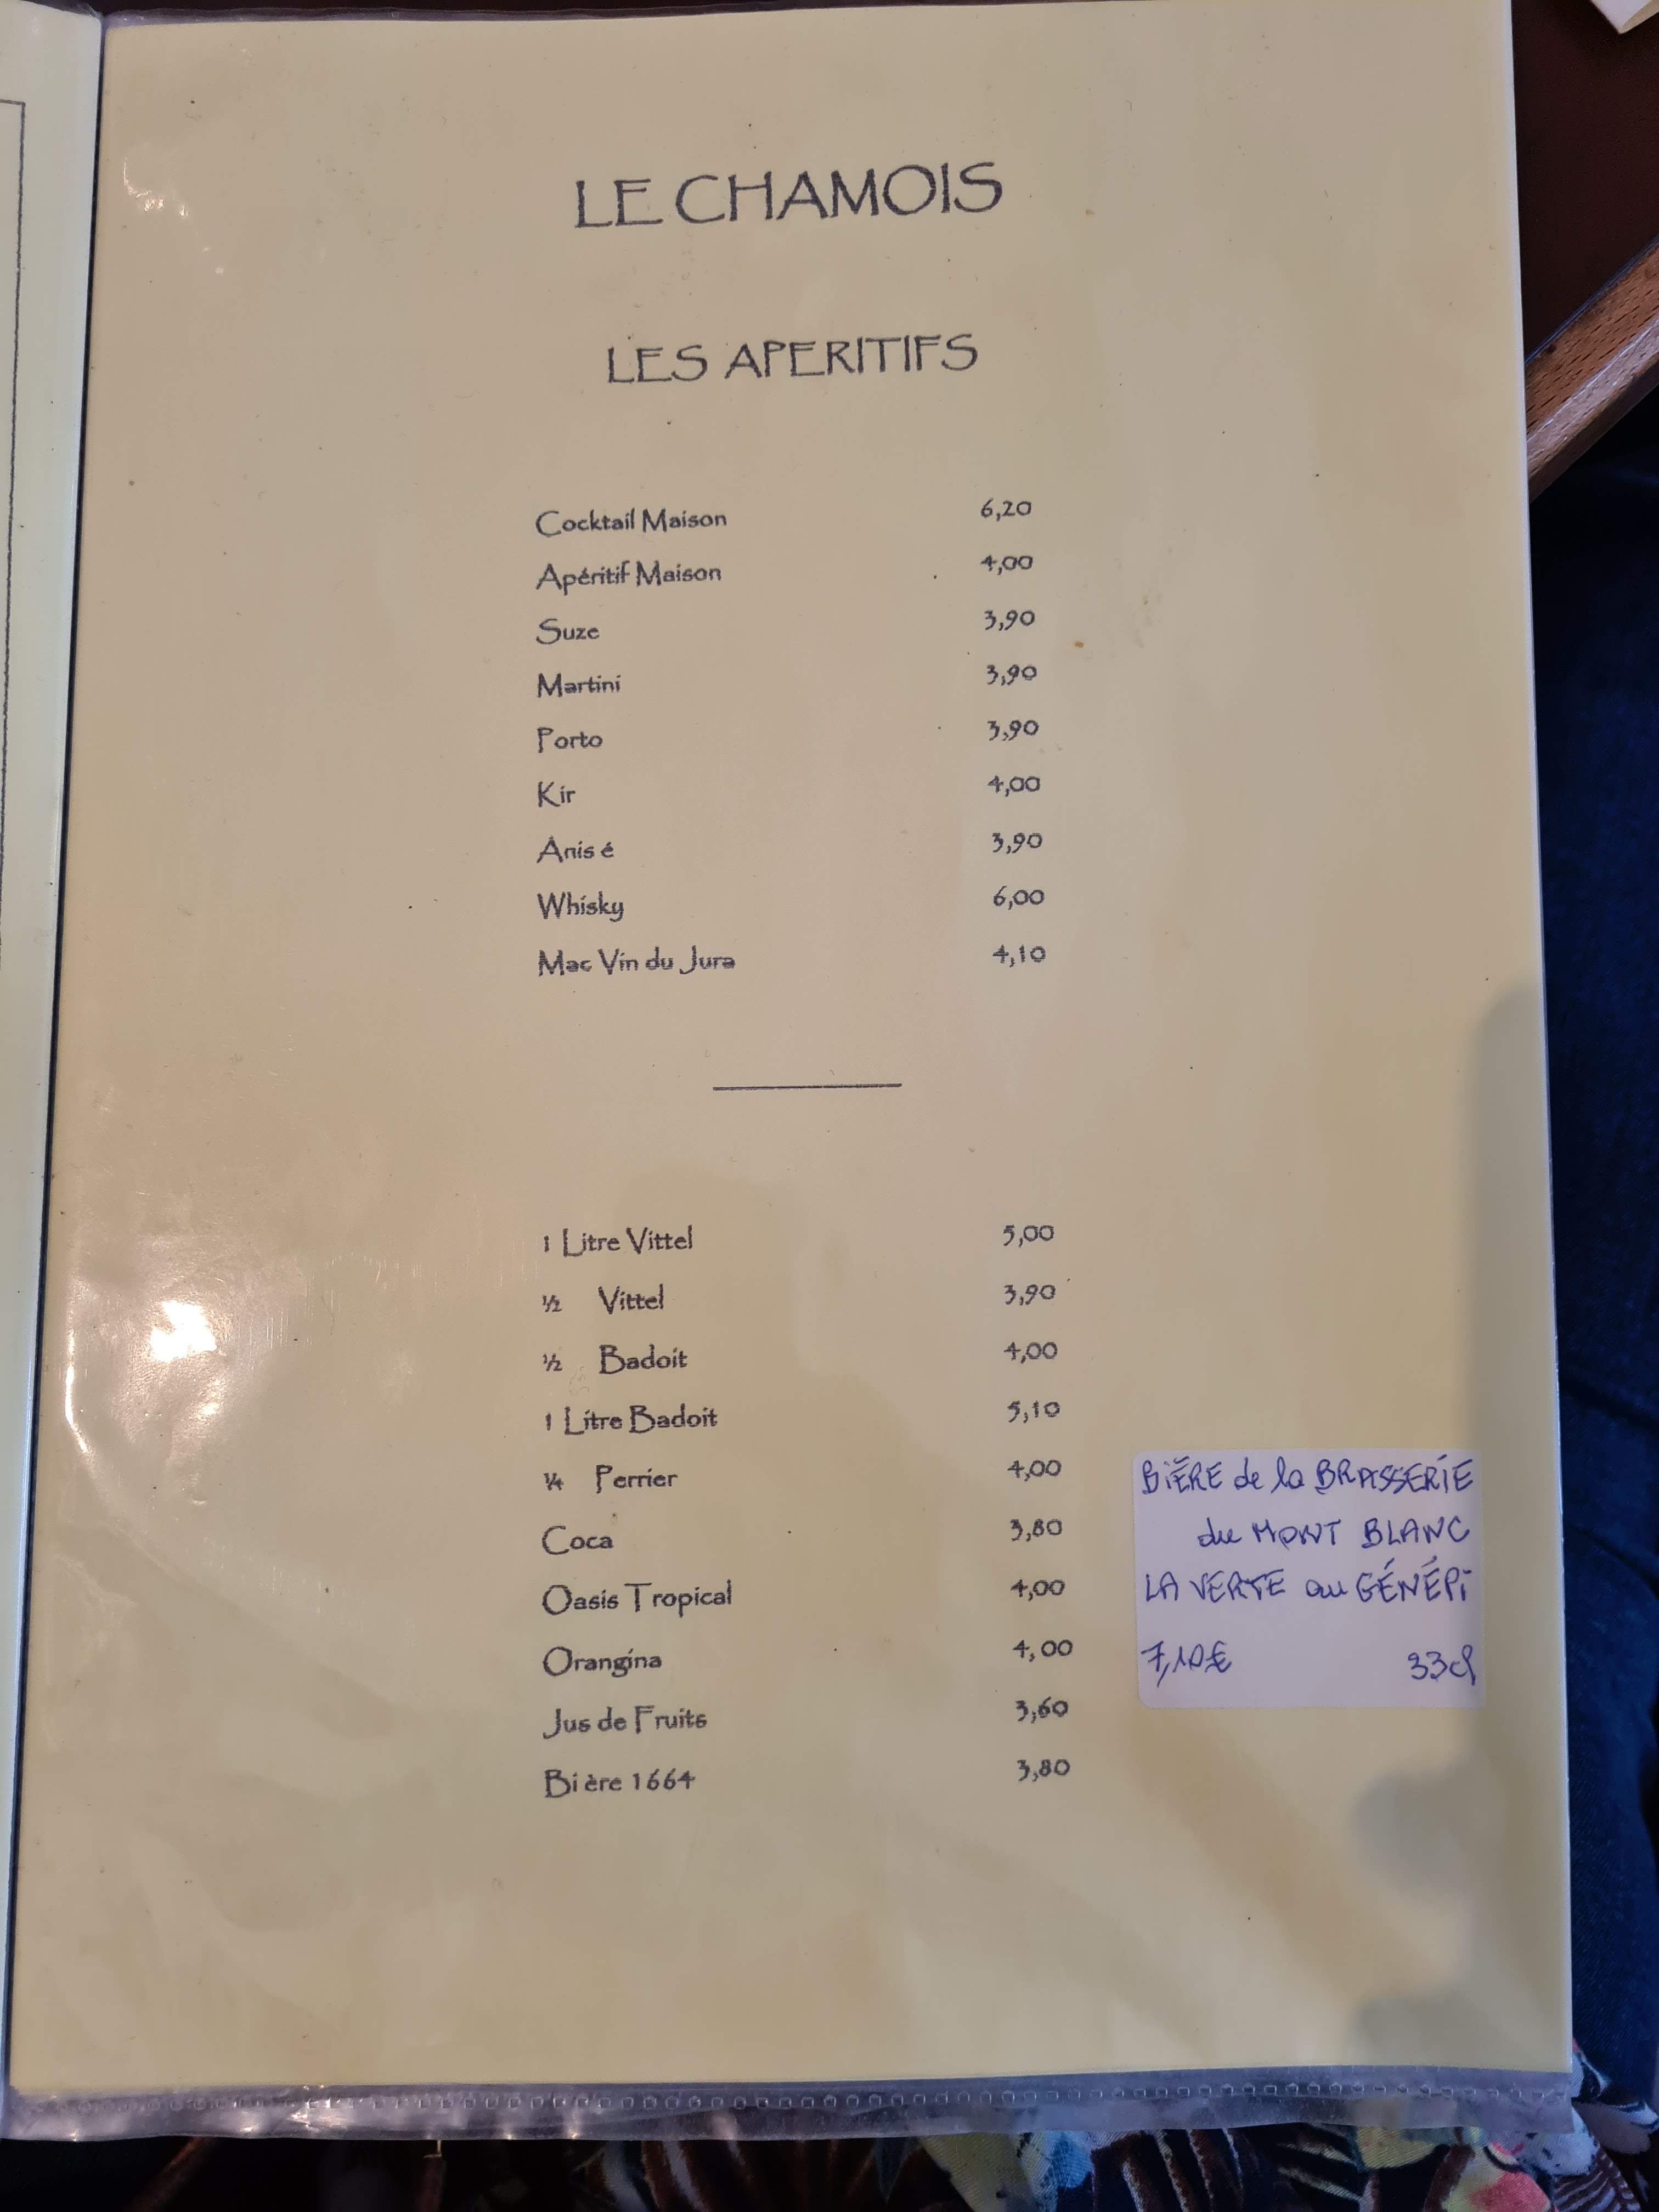 LE CHAMOIS
LES APERITIFS
Cocktail Maison 6,20
Apéritif Maison 4,00
Suze 3,90
Martini 3,90
Porto 3,90
Kir 4,00
Anis é 3,90
Whisky 6,00
Mac Vin du Jura 4,10
1 Litre Vittel 5,00
½ Vittel 3,90
½ Badoit 4,00
1 Litre Badoit 5,10
¼ Perrier 4,00
Coca 3,80
Oasis Tropical 4,00
Orangina 4,00
Jus de Fruits 3,60
Bi ère 1664 3,80
BiÈRE de la BRASSERIE
du MONT BLANC
LA VERTE au GÉNÉPi
7,10€ 33cl